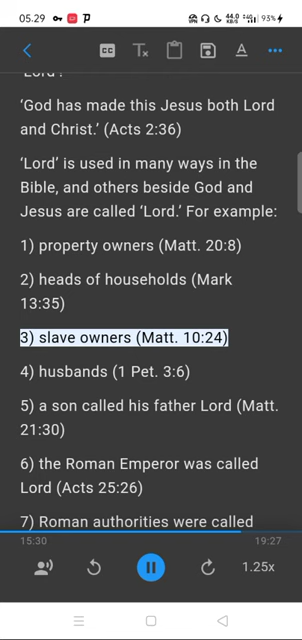 05.29
44.0 KB/S
93%
CC
A
'Lord'?
'God has made this Jesus both Lord
and Christ.' (Acts 2:36)
'Lord' is used in many ways in the
Bible, and others beside God and
Jesus are called 'Lord.' For example:
1) property owners (Matt. 20:8)
2) heads of households (Mark
13:35)
3) slave owners (Matt. 10:24)
4) husbands (1 Pet. 3:6)
5) a son called his father Lord (Matt.
21:30)
6) the Roman Emperor was called
Lord (Acts 25:26)
7) Roman authorities were called
15:30
19:27
1.25x